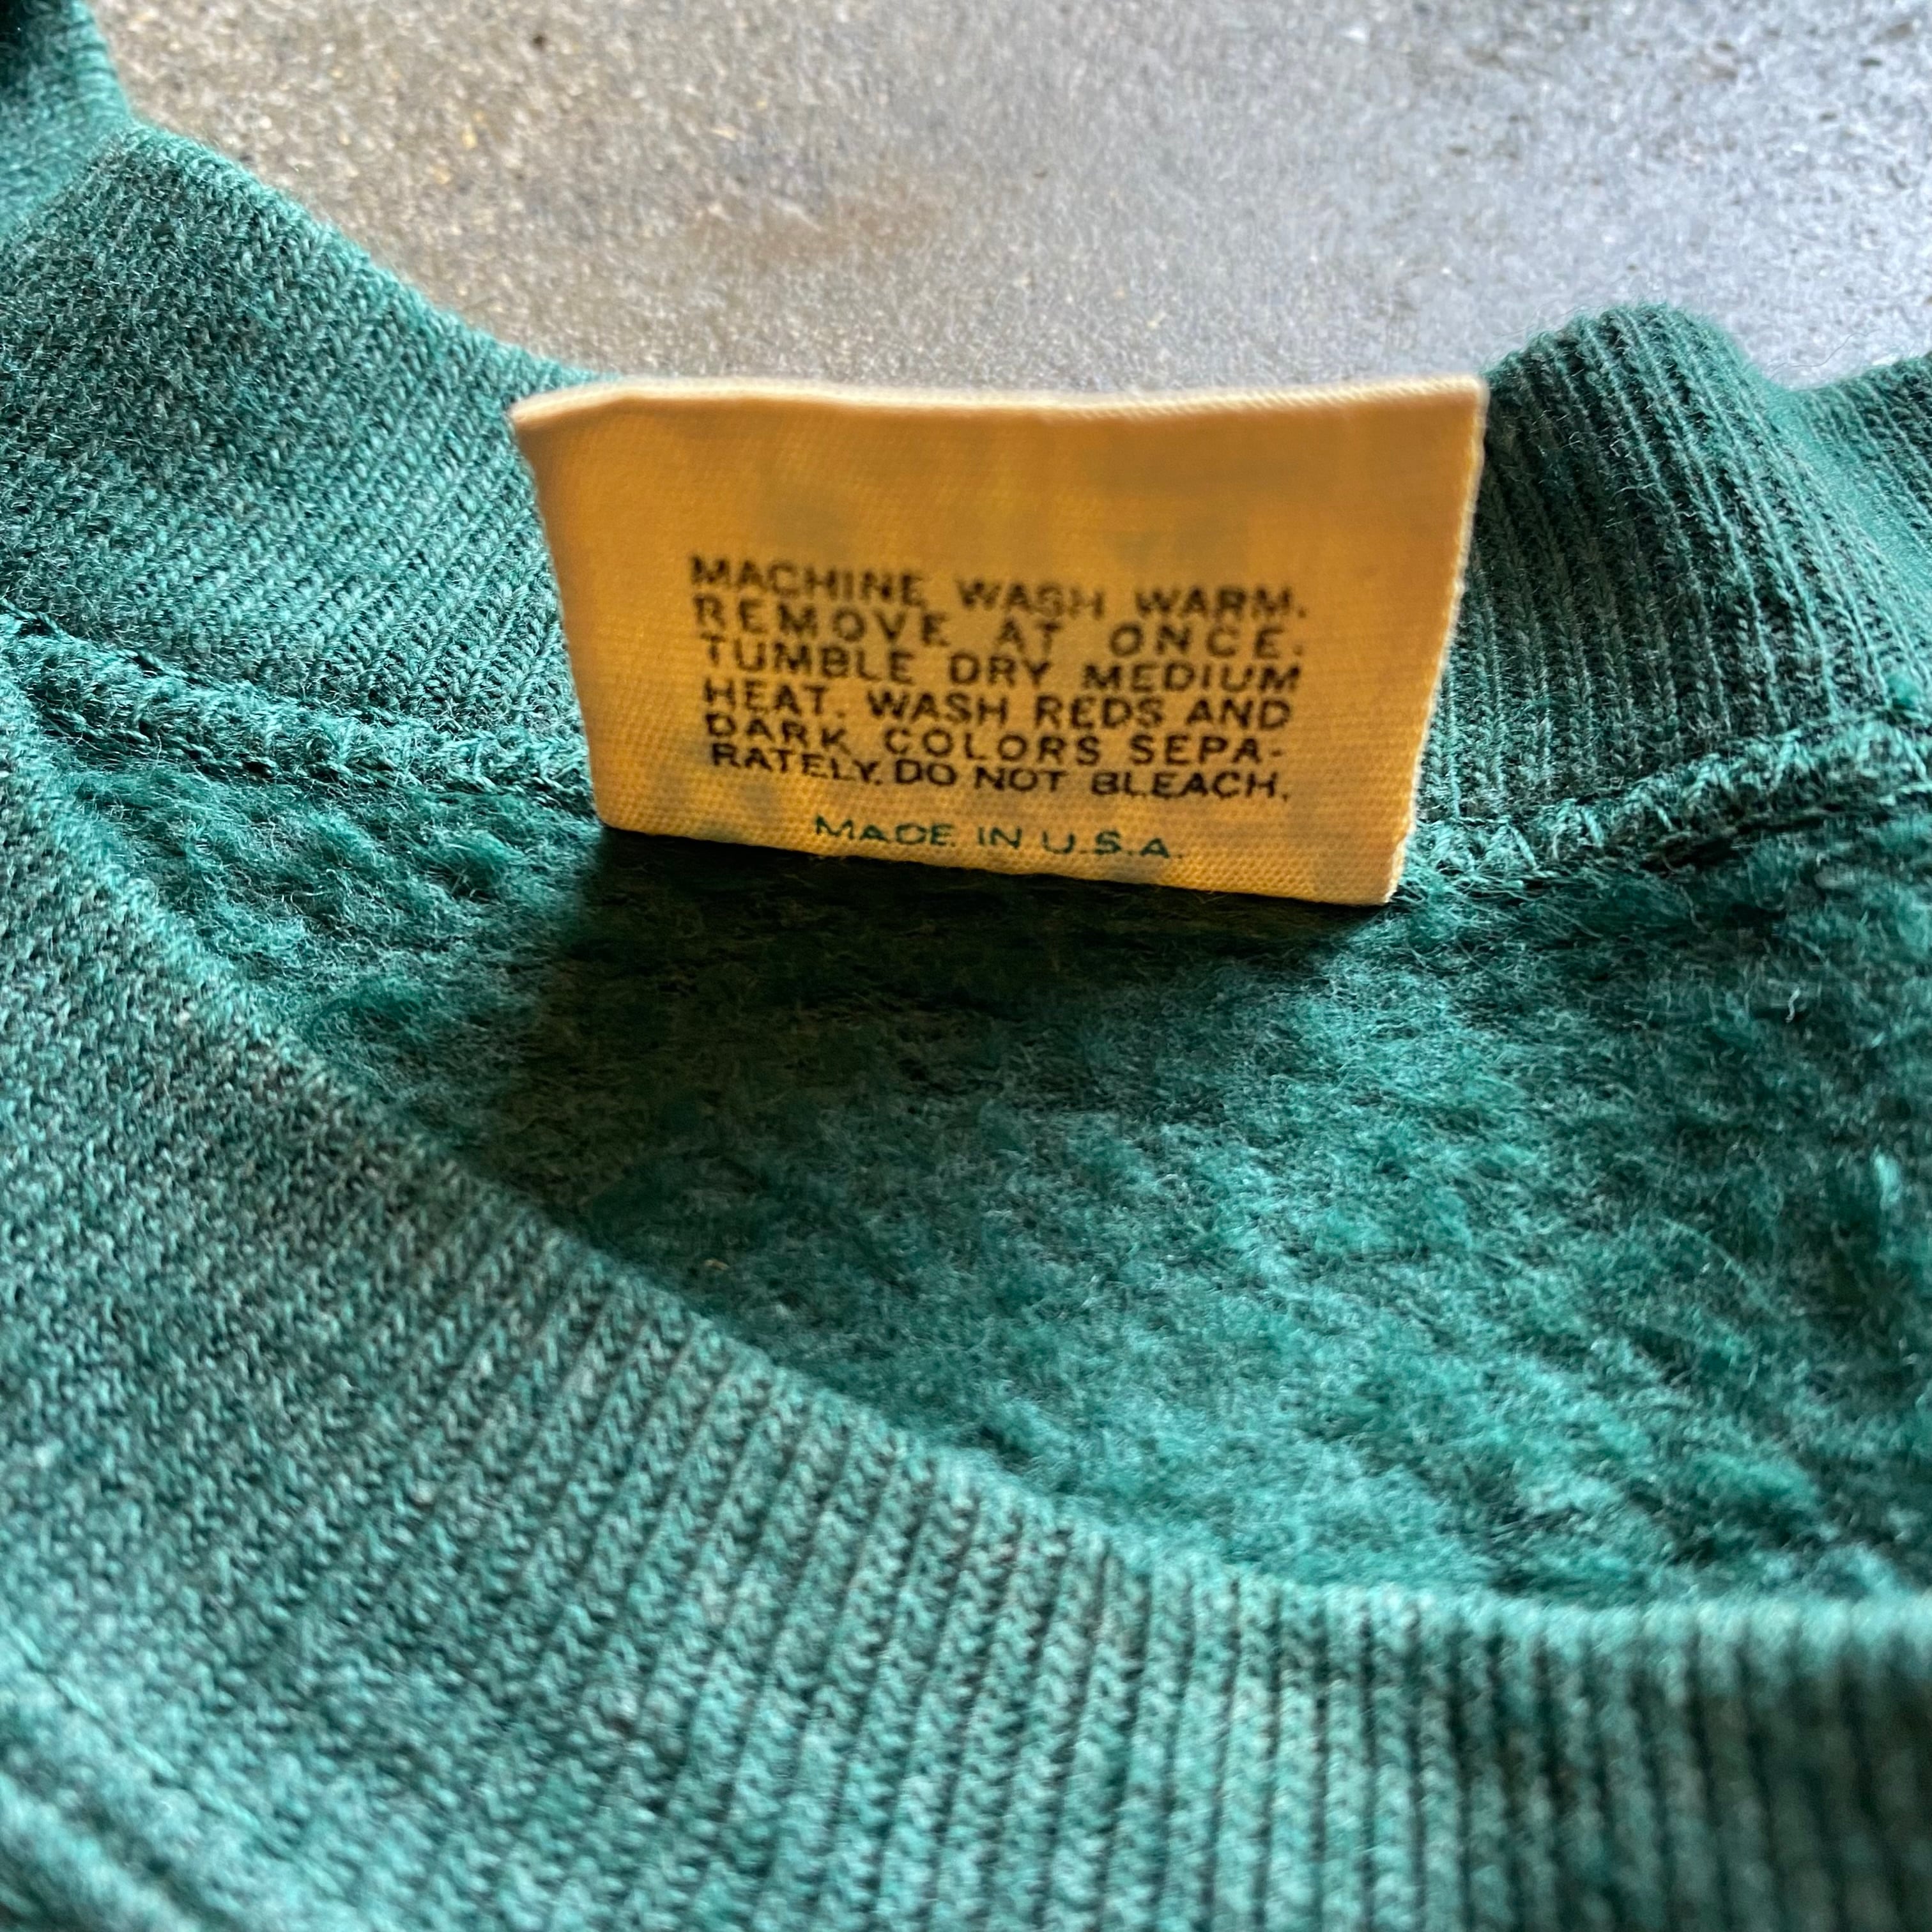 MACHINE WASH WARM.
REMOVE AT ONCE.
TUMBLE DRY MEDIUM
HEAT. WASH REDS AND
DARK COLORS SEPA-
RATELY. DO NOT BLEACH.
MADE IN U.S.A.